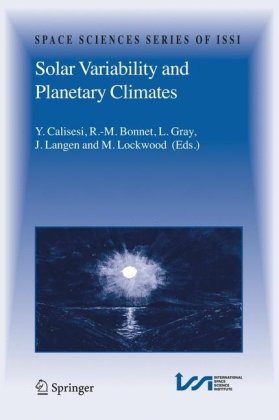 SPACE SCIENCES SERIES OF ISSI
Solar Variability and
Planetary Climates
Y. Calisesi, R.-M. Bonnet, L. Gray,
J. Langen and M. Lockwood (Eds.)
Springer
INTERNATIONAL
SPACE
SCIENCE
INSTITUTE